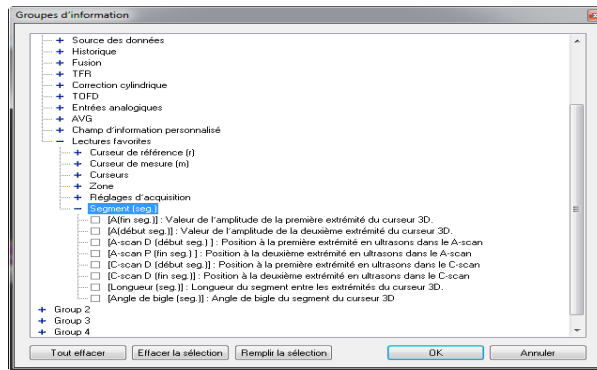 Groupes d'information
Source des données
Historique
Fusion
TFR
Correction cylindrique
TOFD
Entrées analogiques
AVG
Champ d'information personnalisé
Lectures favorites
Curseur de référence (r)
Curseur de mesure (m)
Curseurs
Zone
Réglages d'acquisition
Segment (seg.)
[A(fin seg.)] : Valeur de l'amplitude de la première extrémité du curseur 3D.
[A(début seg.)] : Valeur de l'amplitude de la deuxième extrémité du curseur 3D.
[A-scan D (début seg.) ] : Position à la première extrémité en ultrasons dans le A-scan
[A-scan P (fin seg.) ] : Position à la deuxième extrémité en ultrasons dans le A-scan
[C-scan D (début seg.)] : Position à la première extrémité en ultrasons dans le C-scan
[C-scan D (fin seg.)] : Position à la deuxième extrémité en ultrasons dans le C-scan
[Longueur (seg.)] : Longueur du segment entre les extrémités du curseur 3D.
[Angle de bigle (seg.)] : Angle de bigle du segment du curseur 3D
Group 2
Group 3
Group 4
Tout effacer Effacer la sélection Remplir la sélection OK Annuler